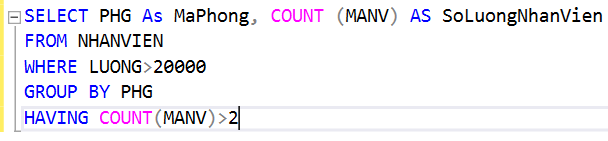 SELECT PHG As MaPhong, COUNT (MANV) AS SoLuongNhanVien
FROM NHANVIEN
WHERE LUONG>20000
GROUP BY PHG
HAVING COUNT(MANV)>2